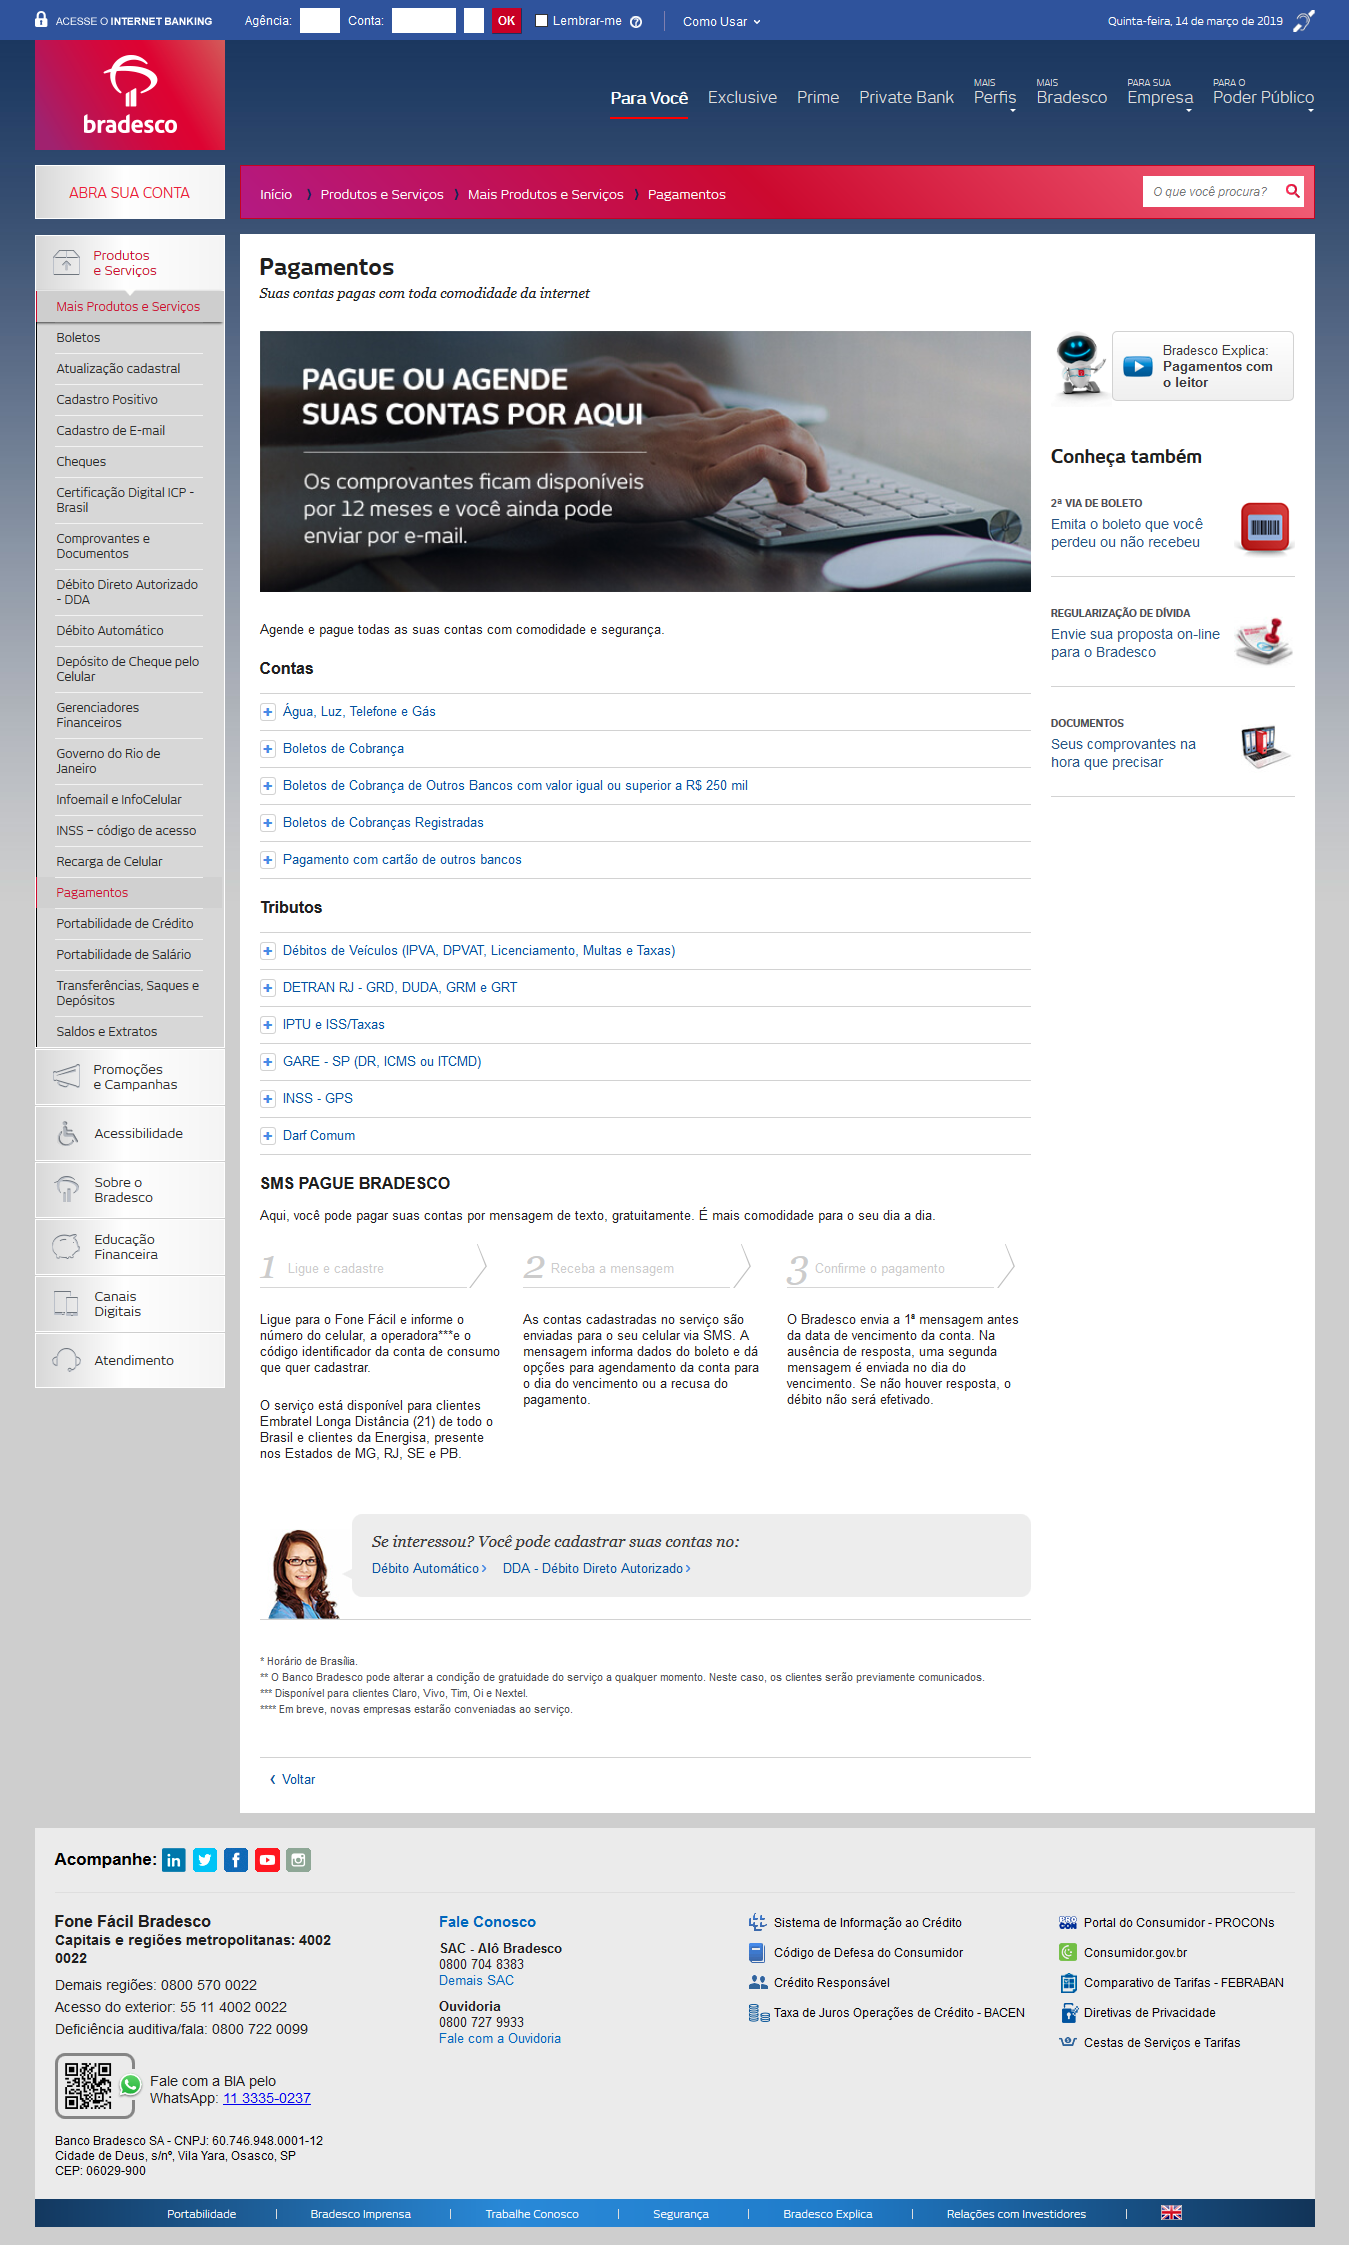 ACESSE O INTERNET BANKING
Agência:
Conta:
OK
Lembrar-me
?
Como Usar
Quinta-feira, 14 de março de 2019
bradesco
Para Você
Exclusive
Prime
Private Bank
MAIS
Perfis
MAIS
Bradesco
PARA SUA
Empresa
PARA O
Poder Público
ABRA SUA CONTA
Início
Produtos e Serviços
Mais Produtos e Serviços
Pagamentos
O que você procura?
Produtos
e Serviços
Mais Produtos e Serviços
Boletos
Atualização cadastral
Cadastro Positivo
Cadastro de E-mail
Cheques
Certificação Digital ICP -
Brasil
Comprovantes e
Documentos
Débito Direto Autorizado
- DDA
Débito Automático
Depósito de Cheque pelo
Celular
Gerenciadores
Financeiros
Governo do Rio de
Janeiro
Infoemail e InfoCelular
INSS – código de acesso
Recarga de Celular
Pagamentos
Portabilidade de Crédito
Portabilidade de Salário
Transferências, Saques e
Depósitos
Saldos e Extratos
Promoções
e Campanhas
Acessibilidade
Sobre o
Bradesco
Educação
Financeira
Canais
Digitais
Atendimento
Pagamentos
Suas contas pagas com toda comodidade da internet
PAGUE OU AGENDE
SUAS CONTAS POR AQUI
Os comprovantes ficam disponíveis
por 12 meses e você ainda pode
enviar por e-mail.
Agende e pague todas as suas contas com comodidade e segurança.
Contas
Água, Luz, Telefone e Gás
Boletos de Cobrança
Boletos de Cobrança de Outros Bancos com valor igual ou superior a R$ 250 mil
Boletos de Cobranças Registradas
Pagamento com cartão de outros bancos
Tributos
Débitos de Veículos (IPVA, DPVAT, Licenciamento, Multas e Taxas)
DETRAN RJ - GRD, DUDA, GRM e GRT
IPTU e ISS/Taxas
GARE - SP (DR, ICMS ou ITCMD)
INSS - GPS
Darf Comum
SMS PAGUE BRADESCO
Aqui, você pode pagar suas contas por mensagem de texto, gratuitamente. É mais comodidade para o seu dia a dia.
1 Ligue e cadastre
Ligue para o Fone Fácil e informe o
número do celular, a operadora***e o
código identificador da conta de consumo
que quer cadastrar.
O serviço está disponível para clientes
Embratel Longa Distância (21) de todo o
Brasil e clientes da Energisa, presente
nos Estados de MG, RJ, SE e PB.
2 Receba a mensagem
As contas cadastradas no serviço são
enviadas para o seu celular via SMS. A
mensagem informa dados do boleto e dá
opções para agendamento da conta para
o dia do vencimento ou a recusa do
pagamento.
3 Confirme o pagamento
O Bradesco envia a 1ª mensagem antes
da data de vencimento da conta. Na
ausência de resposta, uma segunda
mensagem é enviada no dia do
vencimento. Se não houver resposta, o
débito não será efetivado.
Se interessou? Você pode cadastrar suas contas no:
Débito Automático
DDA - Débito Direto Autorizado
* Horário de Brasília.
** O Banco Bradesco pode alterar a condição de gratuidade do serviço a qualquer momento. Neste caso, os clientes serão previamente comunicados.
*** Disponível para clientes Claro, Vivo, Tim, Oi e Nextel.
**** Em breve, novas empresas estarão conveniadas ao serviço.
Voltar
Bradesco Explica:
Pagamentos com
o leitor
Conheça também
2ª VIA DE BOLETO
Emita o boleto que você
perdeu ou não recebeu
REGULARIZAÇÃO DE DÍVIDA
Envie sua proposta on-line
para o Bradesco
DOCUMENTOS
Seus comprovantes na
hora que precisar
Acompanhe:
Fone Fácil Bradesco
Capitais e regiões metropolitanas: 4002
0022
Demais regiões: 0800 570 0022
Acesso do exterior: 55 11 4002 0022
Deficiência auditiva/fala: 0800 722 0099
Fale com a BIA pelo
WhatsApp: 11 3335-0237
Banco Bradesco SA - CNPJ: 60.746.948.0001-12
Cidade de Deus, s/nº, Vila Yara, Osasco, SP
CEP: 06029-900
Fale Conosco
SAC - Alô Bradesco
0800 704 8383
Demais SAC
Ouvidoria
0800 727 9933
Fale com a Ouvidoria
Sistema de Informação ao Crédito
Código de Defesa do Consumidor
Crédito Responsável
Taxa de Juros Operações de Crédito - BACEN
PROCON
Portal do Consumidor - PROCONs
Consumidor.gov.br
Comparativo de Tarifas - FEBRABAN
Diretivas de Privacidade
Cestas de Serviços e Tarifas
Portabilidade
Bradesco Imprensa
Trabalhe Conosco
Segurança
Bradesco Explica
Relações com Investidores